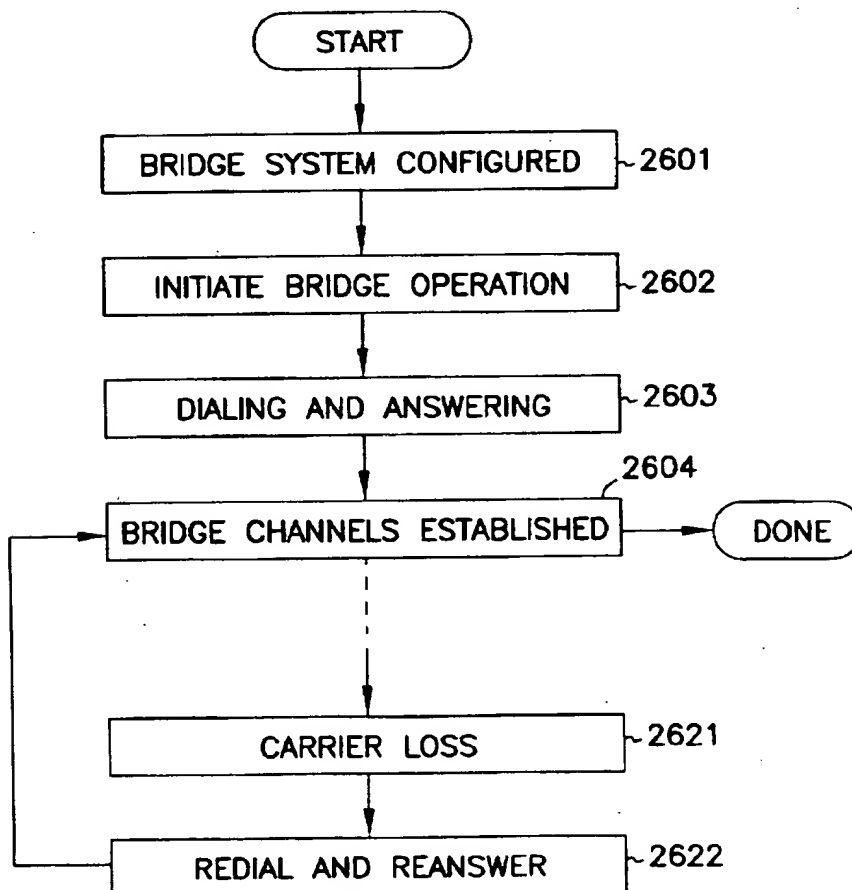 START
BRIDGE SYSTEM CONFIGURED 2601
INITIATE BRIDGE OPERATION 2602
DIALING AND ANSWERING 2603
2604
BRIDGE CHANNELS ESTABLISHED DONE
CARRIER LOSS 2621
REDIAL AND REANSWER 2622